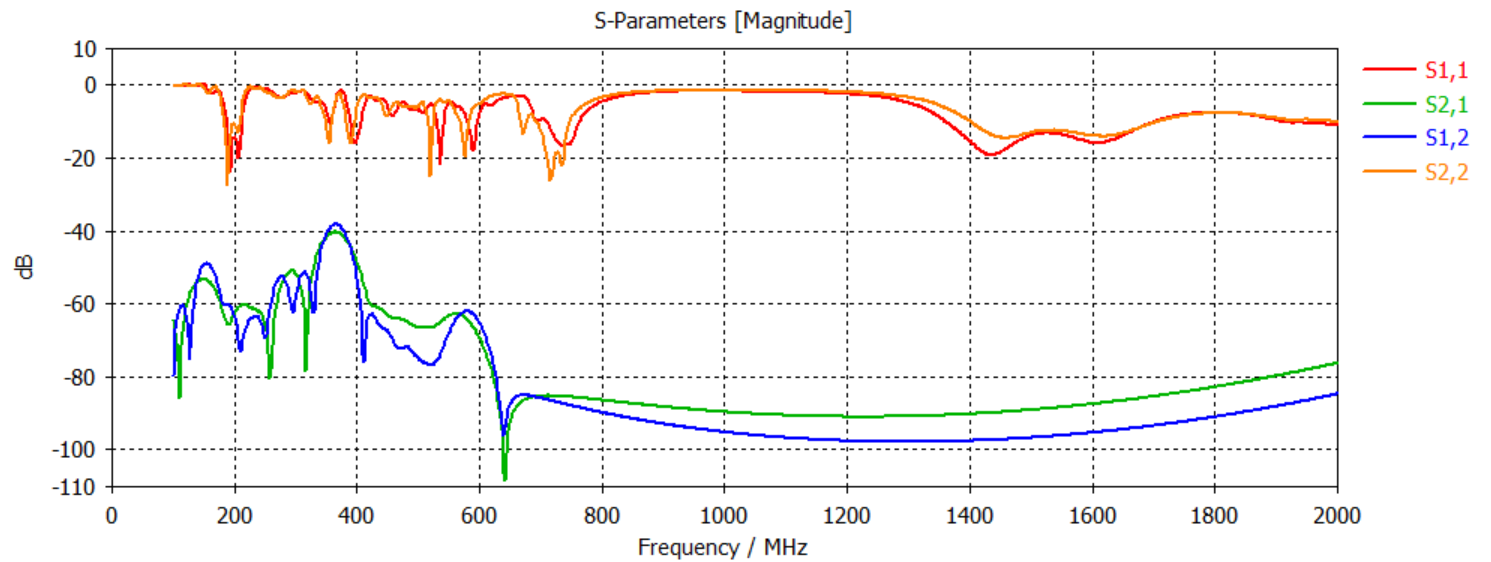 S-Parameters [Magnitude]
10
0
-20
-40
-60
-80
-100
-110
dB
0 200 400 600 800 1000 1200 1400 1600 1800 2000
Frequency / MHz
S1,1
S2,1
S1,2
S2,2